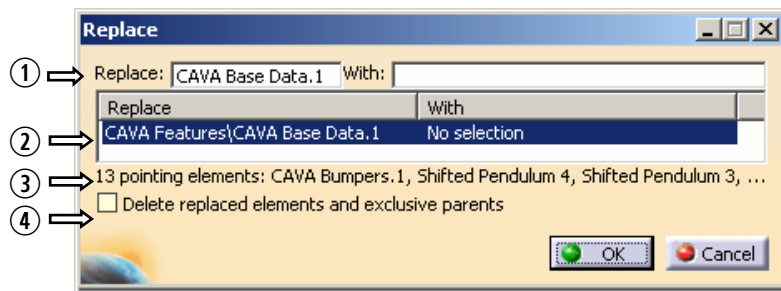 Replace
① Replace: CAVA Base Data.1 With:
Replace With
② CAVA Features\CAVA Base Data.1 No selection
③ 13 pointing elements: CAVA Bumpers.1, Shifted Pendulum 4, Shifted Pendulum 3, ...
④ Delete replaced elements and exclusive parents
OK Cancel